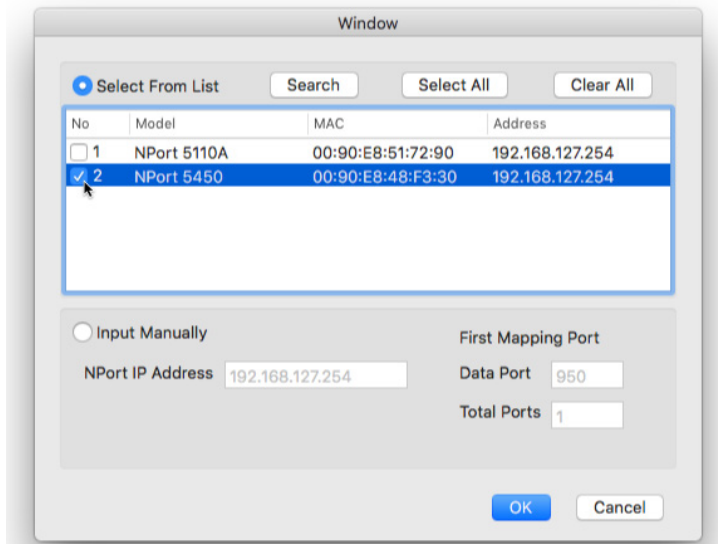 Window
Select From List Search Select All Clear All
No Model MAC Address
1 NPort 5110A 00:90:E8:51:72:90 192.168.127.254
2 NPort 5450 00:90:E8:48:F3:30 192.168.127.254
Input Manually
First Mapping Port
NPort IP Address 192.168.127.254 Data Port 950
Total Ports 1
OK Cancel